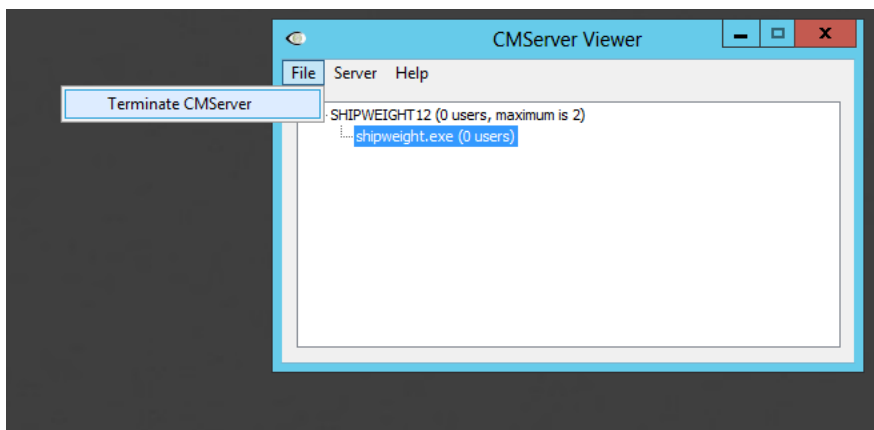 CMServer Viewer
File Server Help
Terminate CMServer
SHIPWEIGHT12 (0 users, maximum is 2)
shipweight.exe (0 users)